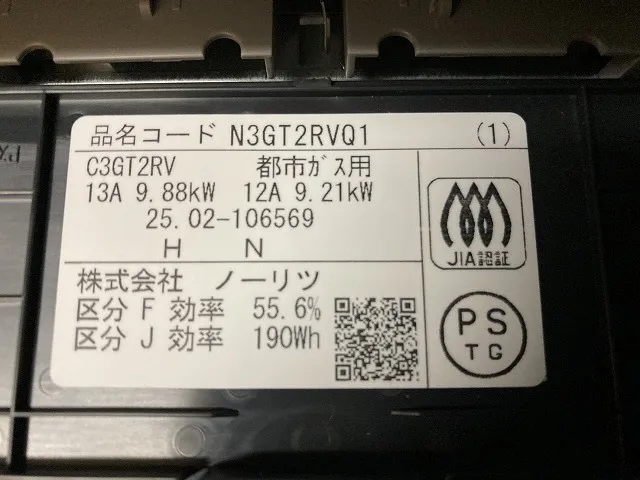 品名コード N3GT2RVQ1 (1)
C3GT2RV 都市ガス用
13A 9.88kW 12A 9.21kW
25.02-106569
H N
株式会社 ノーリツ
区分 F 効率 55.6%
区分 J 効率 190Wh
JIA認証
PS
TG